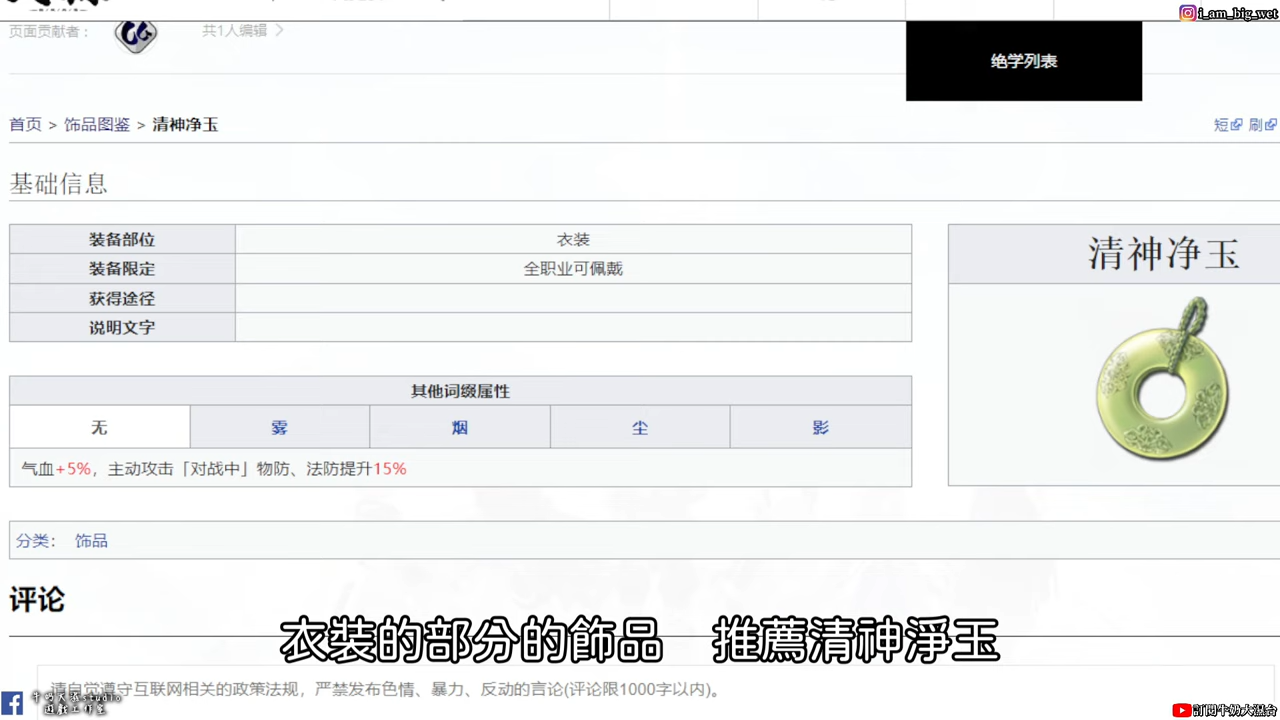 页面贡献者：
共1人编辑
i_am_big_wet
绝学列表
首页 > 饰品图鉴 > 清神净玉
短 刷
基础信息
装备部位 衣装
装备限定 全职业可佩戴
获得途径
说明文字
清神净玉
其他词缀属性
无 雾 烟 尘 影
气血+5%，主动攻击「对战中」物防、法防提升15%
分类： 饰品
评论
衣裝的部分的飾品 推薦清神淨玉
请自觉遵守互联网相关的政策法规，严禁发布色情、暴力、反动的言论(评论限1000字以内)。
studio
遊戲工作室